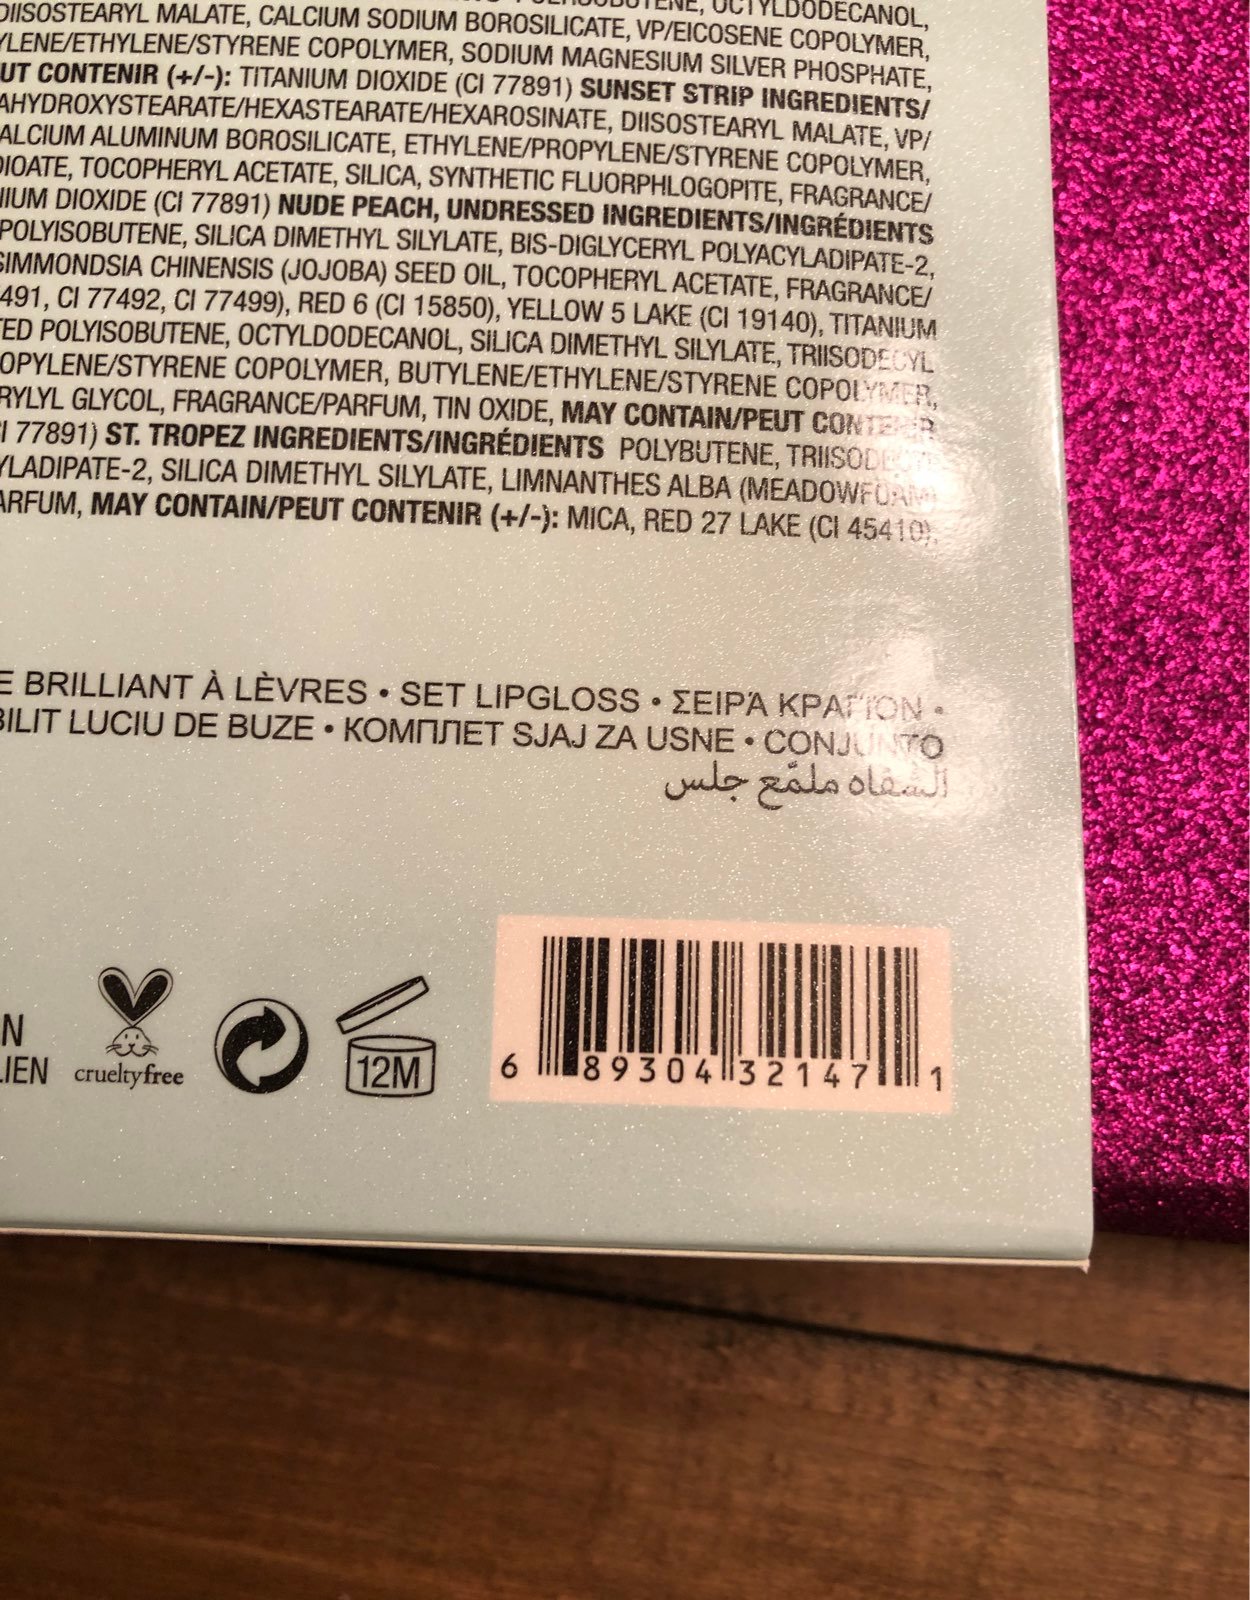 OCTYLDODECANOL,
DIISOSTEARYL MALATE, CALCIUM SODIUM BOROSILICATE, VP/EICOSENE COPOLYMER,
YLENE/ETHYLENE/STYRENE COPOLYMER, SODIUM MAGNESIUM SILVER PHOSPHATE,
UT CONTENIR (+/-): TITANIUM DIOXIDE (CI 77891) SUNSET STRIP INGREDIENTS/
AHYDROXYSTEARATE/HEXASTEARATE/HEXAROSINATE, DIISOSTEARYL MALATE, VP/
ALCIUM ALUMINUM BOROSILICATE, ETHYLENE/PROPYLENE/STYRENE COPOLYMER,
IOATE, TOCOPHERYL ACETATE, SILICA, SYNTHETIC FLUORPHLOGOPITE, FRAGRANCE/
NIUM DIOXIDE (CI 77891) NUDE PEACH, UNDRESSED INGREDIENTS/INGRÉDIENTS
POLYISOBUTENE, SILICA DIMETHYL SILYLATE, BIS-DIGLYCERYL POLYACYLADIPATE-2,
SIMMONDSIA CHINENSIS (JOJOBA) SEED OIL, TOCOPHERYL ACETATE, FRAGRANCE/
491, CI 77492, CI 77499), RED 6 (CI 15850), YELLOW 5 LAKE (CI 19140), TITANIUM
TED POLYISOBUTENE, OCTYLDODECANOL, SILICA DIMETHYL SILYLATE, TRIISODECYL
OPYLENE/STYRENE COPOLYMER, BUTYLENE/ETHYLENE/STYRENE COPOLYMER,
RYLYL GLYCOL, FRAGRANCE/PARFUM, TIN OXIDE, MAY CONTAIN/PEUT CONTENIR
I 77891) ST. TROPEZ INGREDIENTS/INGRÉDIENTS POLYBUTENE, TRIISODECYL
YLADIPATE-2, SILICA DIMETHYL SILYLATE, LIMNANTHES ALBA (MEADOWFOAM)
ARFUM, MAY CONTAIN/PEUT CONTENIR (+/-): MICA, RED 27 LAKE (CI 45410),
E BRILLIANT À LÈVRES • SET LIPGLOSS • ΣΕΙΡΆ ΚΡΑΓΙΟΝ •
BILIT LUCIU DE BUZE • КОМПЛЕТ SJAJ ZA USNE • CONJUNTO
الشفاه ملمّع جلس
N
LIEN
crueltyfree
12M
6 89304 32147 1